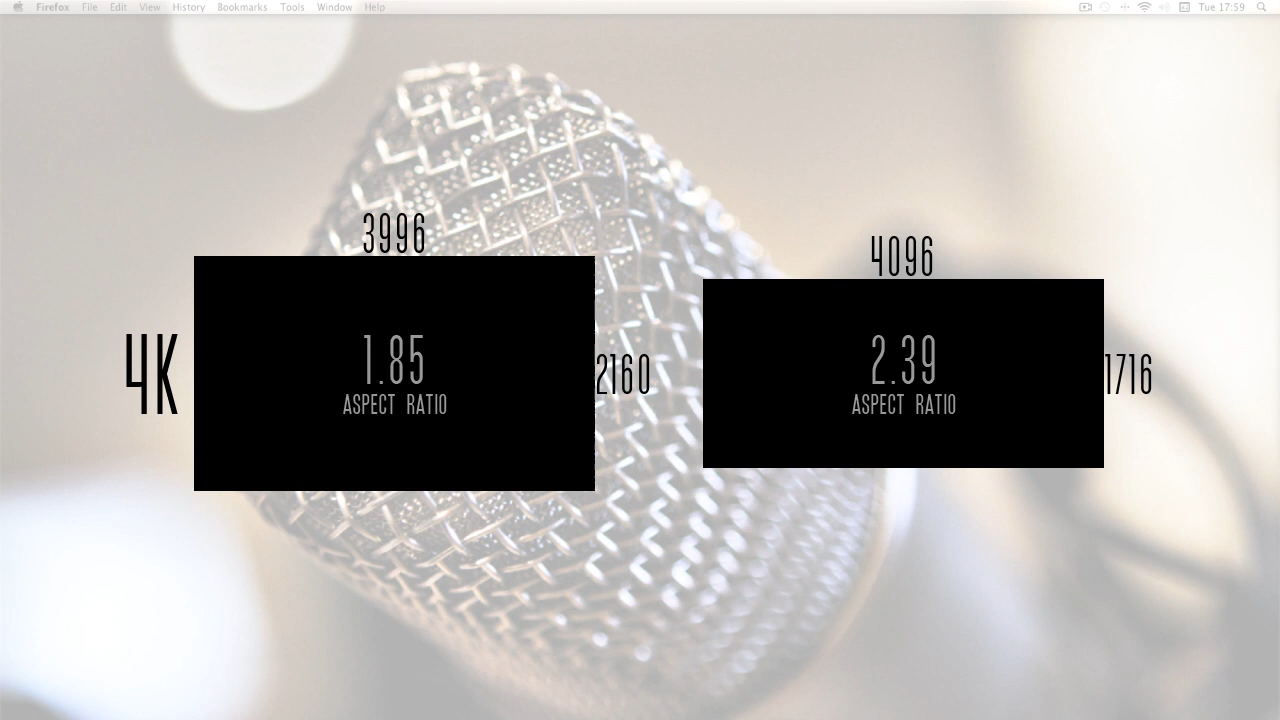 Firefox File Edit View History Bookmarks Tools Window Help Tue 17:59
3996
4096
4K
1.85
ASPECT RATIO
2160
2.39
ASPECT RATIO
1716